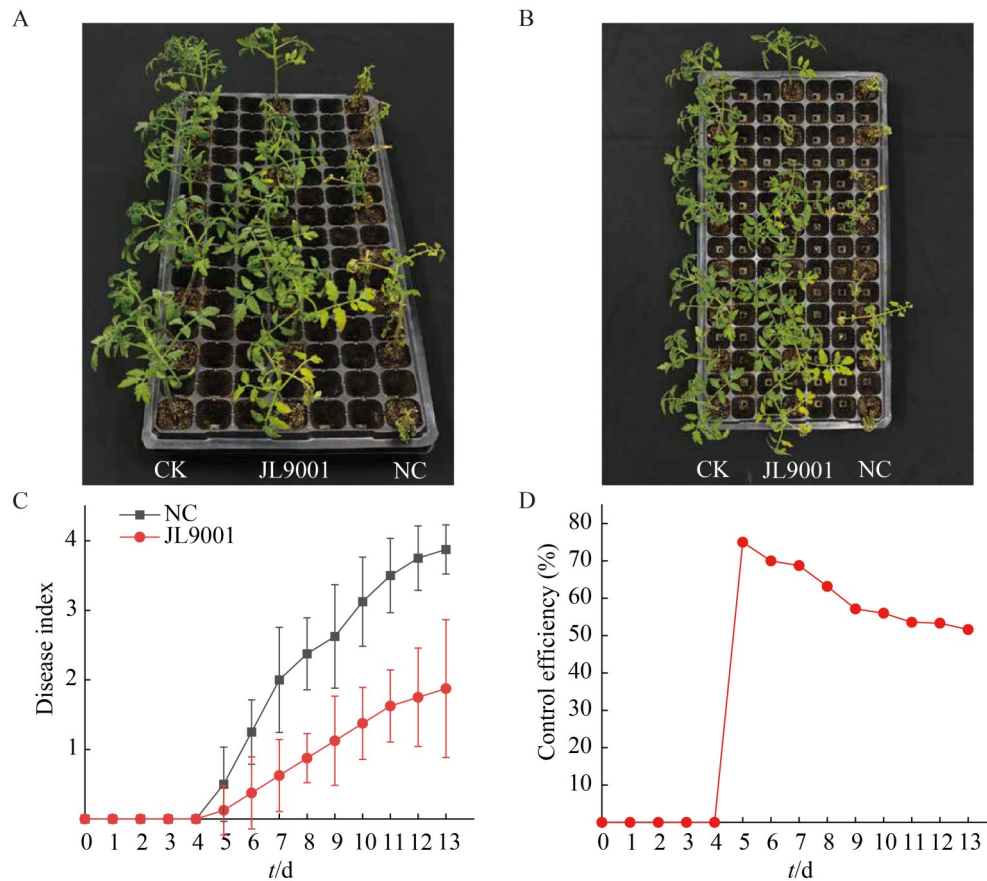 A
B
CK JL9001 NC
CK JL9001 NC
C
NC
JL9001
Disease index
4
3
2
1
0 1 2 3 4 5 6 7 8 9 10 11 12 13
t/d
D
Control efficiency (%)
80
70
60
50
40
30
20
10
0 1 2 3 4 5 6 7 8 9 10 11 12 13
t/d